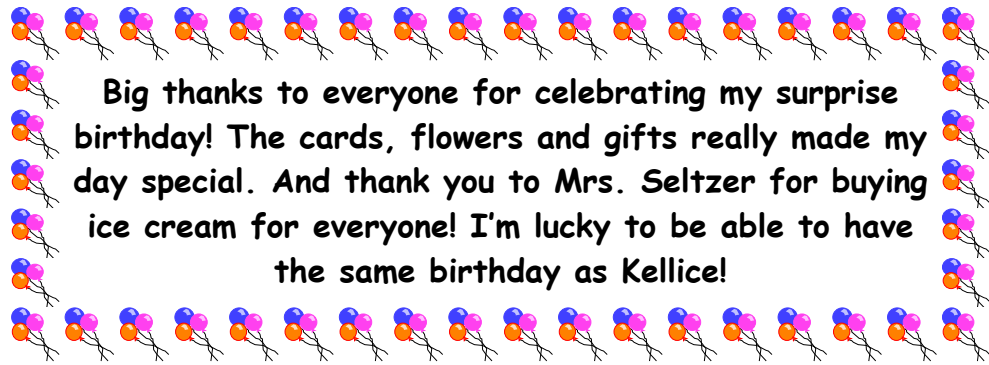 Big thanks to everyone for celebrating my surprise
birthday! The cards, flowers and gifts really made my
day special. And thank you to Mrs. Seltzer for buying
ice cream for everyone! I’m lucky to be able to have
the same birthday as Kellice!